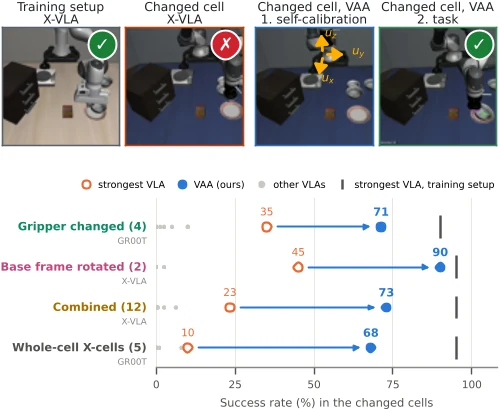 Training setup
X-VLA
Changed cell
X-VLA
Changed cell, VAA
1. self-calibration
Changed cell, VAA
2. task
✓
✗
✓
u_z
u_y
u_x
strongest VLA
VAA (ours)
other VLAs
strongest VLA, training setup
Gripper changed (4)
GR00T
35
71
Base frame rotated (2)
X-VLA
45
90
Combined (12)
X-VLA
23
73
Whole-cell X-cells (5)
GR00T
10
68
0
25
50
75
100
Success rate (%) in the changed cells